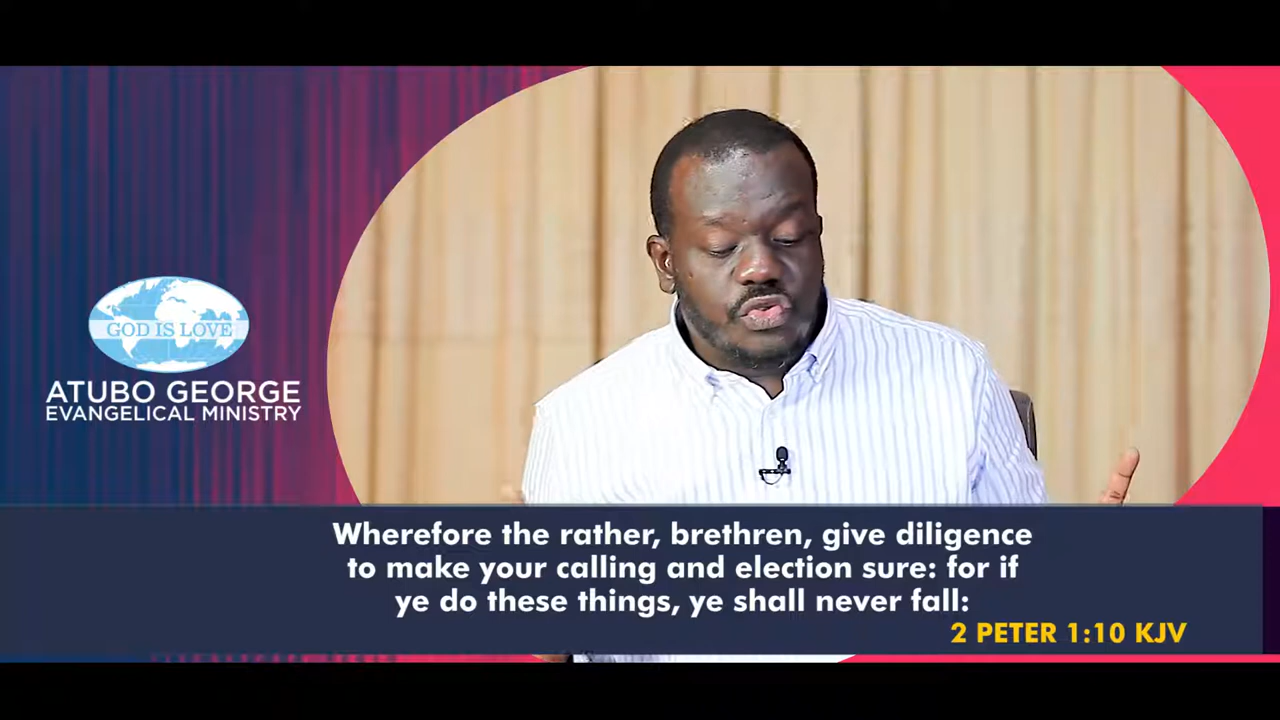 GOD IS LOVE
ATUBO GEORGE
EVANGELICAL MINISTRY
Wherefore the rather, brethren, give diligence
to make your calling and election sure: for if
ye do these things, ye shall never fall:
2 PETER 1:10 KJV